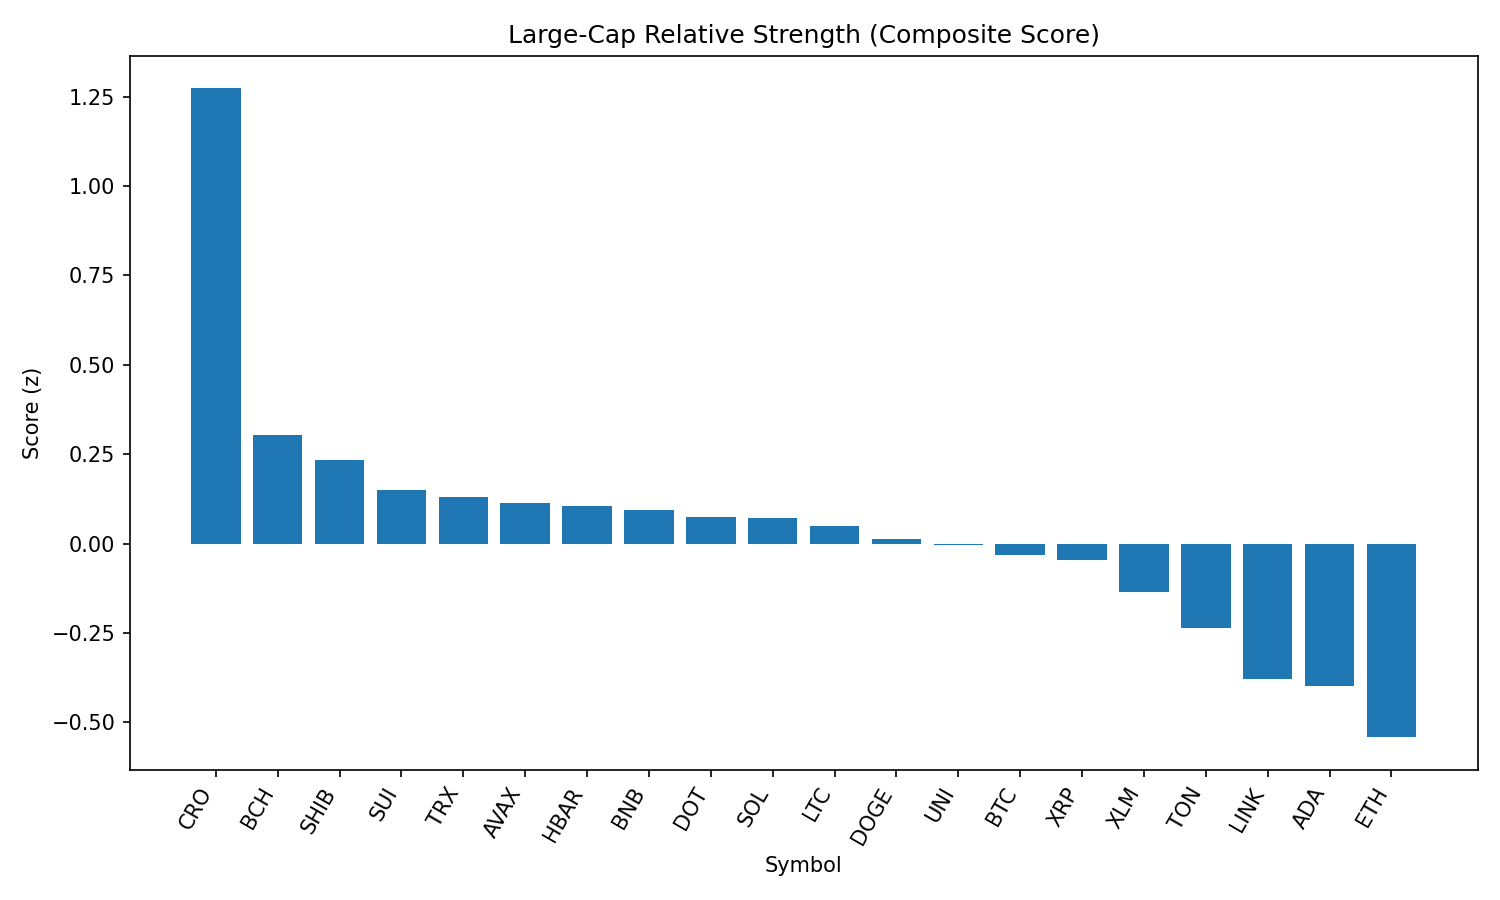 Large-Cap Relative Strength (Composite Score)
1.25
1.00
0.75
0.50
0.25
0.00
−0.25
−0.50
Score (z)
CRO
BCH
SHIB
SUI
TRX
AVAX
HBAR
BNB
DOT
SOL
LTC
DOGE
UNI
BTC
XRP
XLM
TON
LINK
ADA
ETH
Symbol